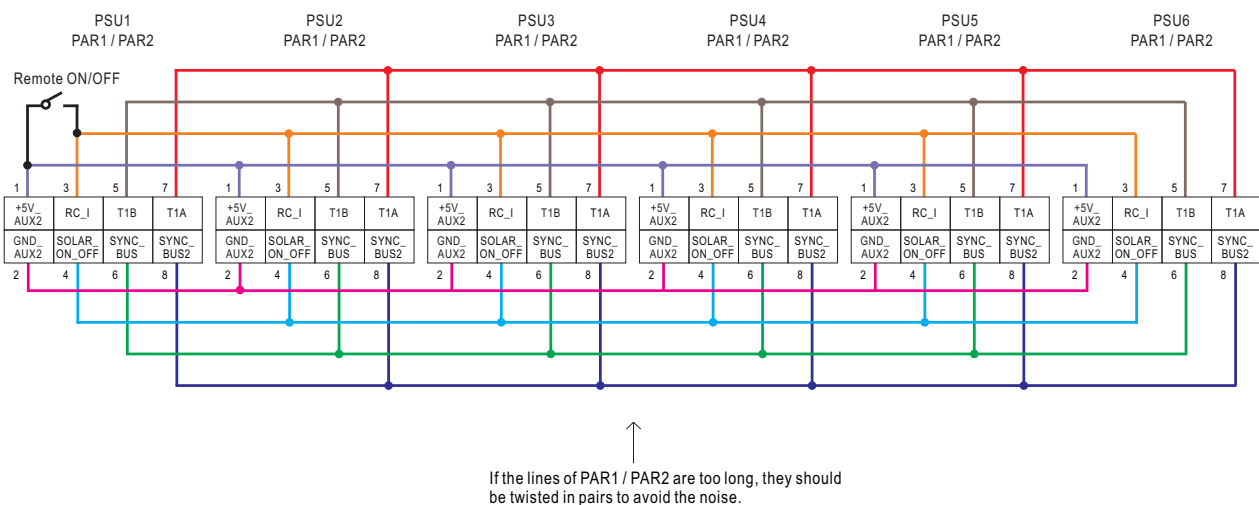 PSU1 PSU2 PSU3 PSU4 PSU5 PSU6
PAR1 / PAR2 PAR1 / PAR2 PAR1 / PAR2 PAR1 / PAR2 PAR1 / PAR2 PAR1 / PAR2
Remote ON/OFF
1 3 5 7 1 3 5 7 1 3 5 7 1 3 5 7 1 3 5 7 1 3 5 7
+5V_ +5V_ +5V_ +5V_ +5V_ +5V_
AUX2 RC_I T1B T1A AUX2 RC_I T1B T1A AUX2 RC_I T1B T1A AUX2 RC_I T1B T1A AUX2 RC_I T1B T1A AUX2 RC_I T1B T1A
GND_ SOLAR_ SYNC_ SYNC_ GND_ SOLAR_ SYNC_ SYNC_ GND_ SOLAR_ SYNC_ SYNC_ GND_ SOLAR_ SYNC_ SYNC_ GND_ SOLAR_ SYNC_ SYNC_ GND_ SOLAR_ SYNC_ SYNC_
AUX2 ON_OFF BUS BUS2 AUX2 ON_OFF BUS BUS2 AUX2 ON_OFF BUS BUS2 AUX2 ON_OFF BUS BUS2 AUX2 ON_OFF BUS BUS2 AUX2 ON_OFF BUS BUS2
2 4 6 8 2 4 6 8 2 4 6 8 2 4 6 8 2 4 6 8 2 4 6 8
If the lines of PAR1 / PAR2 are too long, they should
be twisted in pairs to avoid the noise.